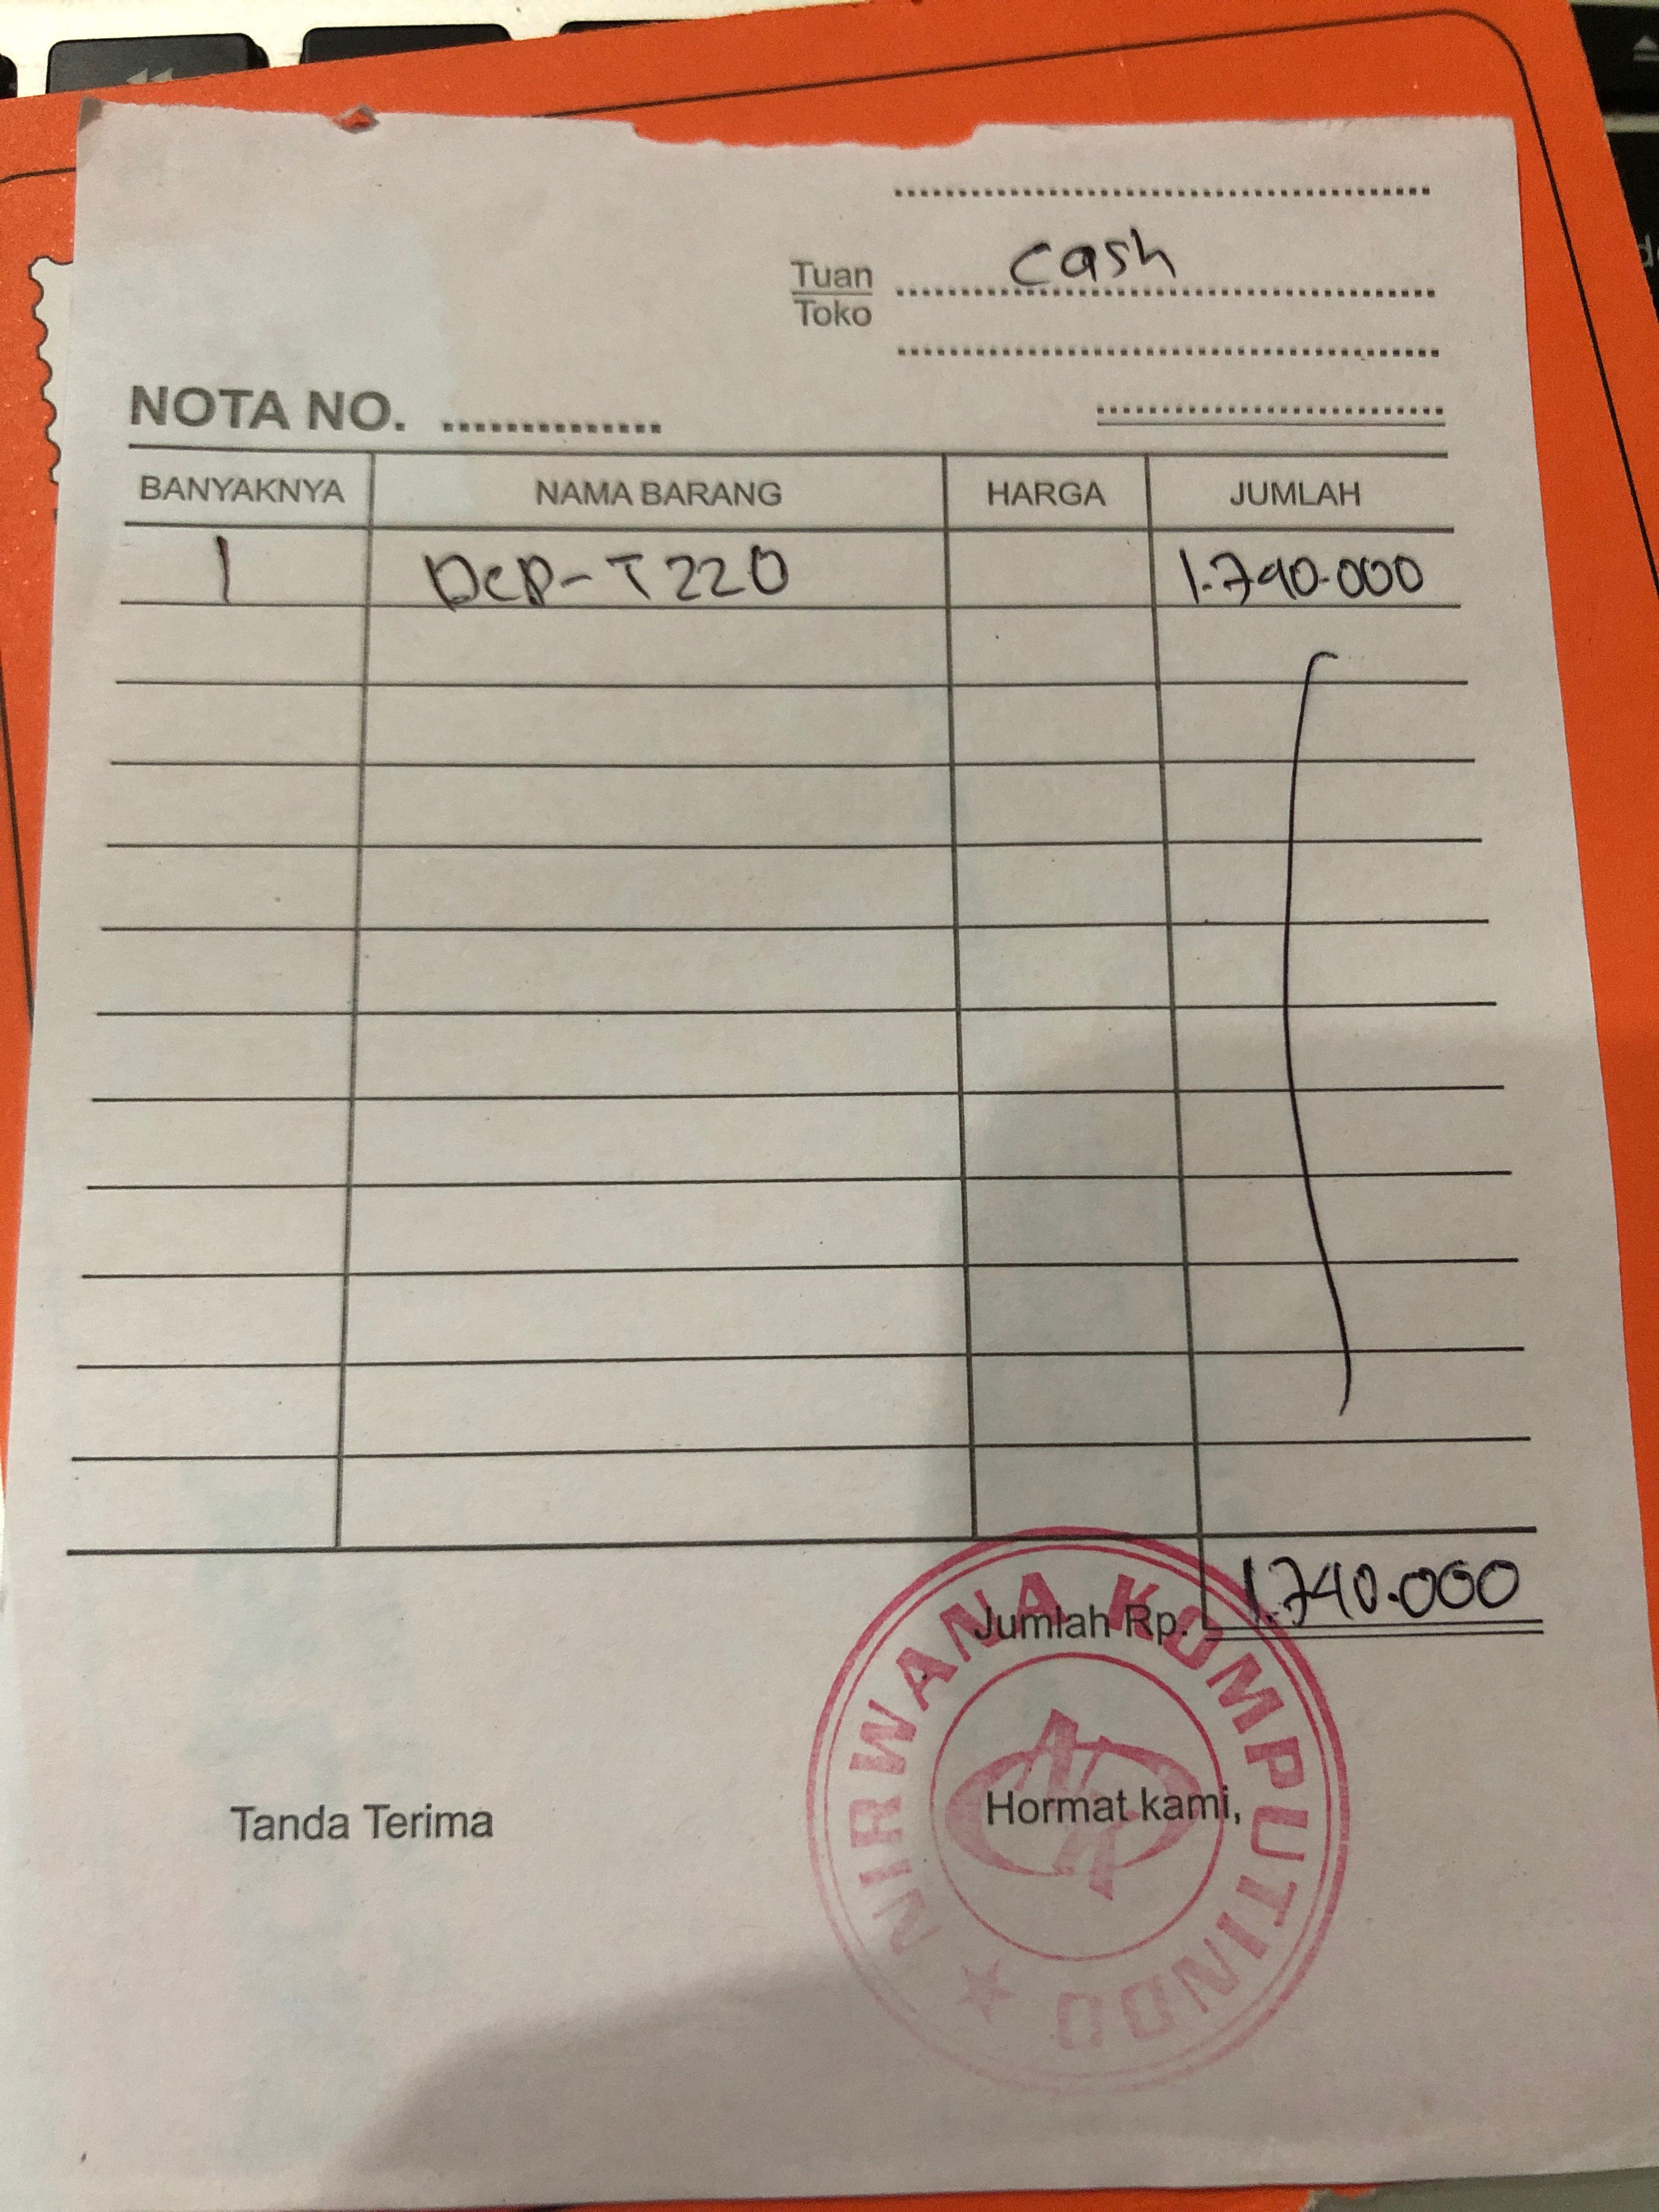 cash
Tuan
Toko
NOTA NO. ..............
BANYAKNYA NAMA BARANG HARGA JUMLAH
1 DCP-T220 1.740.000
Jumlah Rp. 1.740.000
Tanda Terima Hormat kami,
NIRWANA KOMPUTINDO
NK